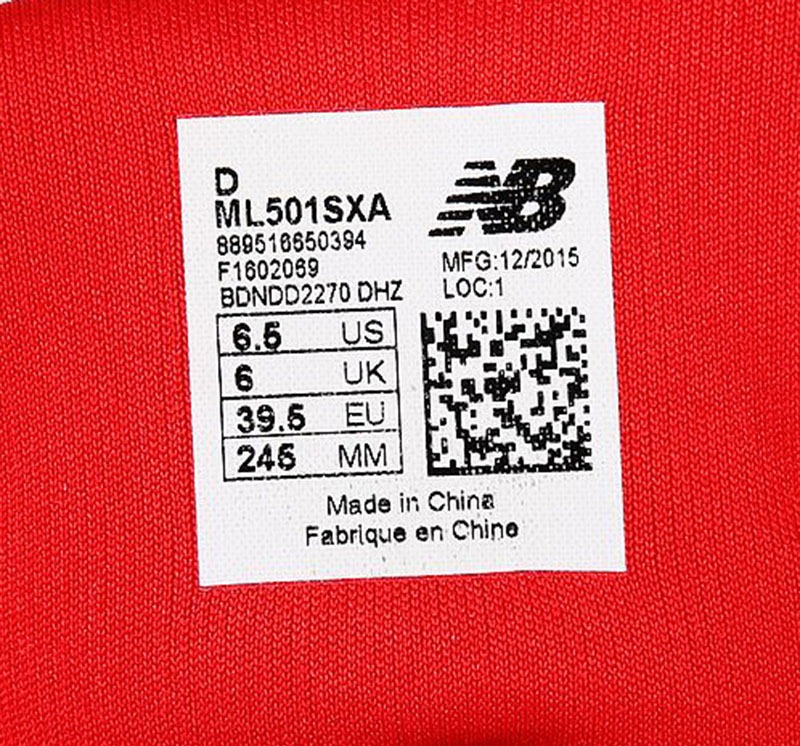 D
ML501SXA
889516650394
F1602069
BDNDD2270 DHZ
NB
MFG:12/2015
LOC:1
6.5 US
6 UK
39.5 EU
245 MM
Made in China
Fabrique en Chine